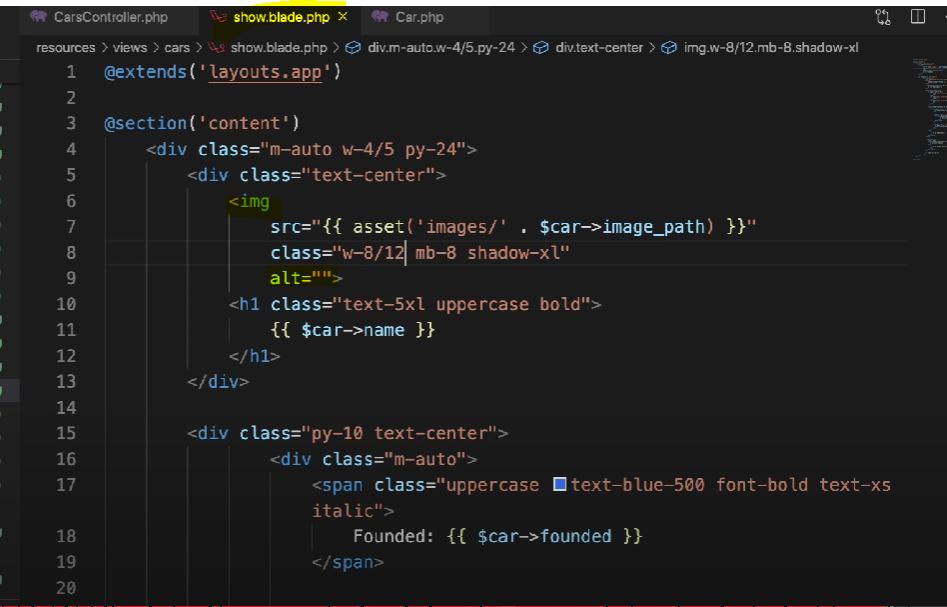 CarsController.php show.blade.php × Car.php
resources > views > cars > show.blade.php > div.m-auto.w-4/5.py-24 > div.text-center > img.w-8/12.mb-8.shadow-xl
1 @extends('layouts.app')
2
3 @section('content')
4 <div class="m-auto w-4/5 py-24">
5 <div class="text-center">
6 <img
7 src="{{ asset('images/' . $car->image_path) }}"
8 class="w-8/12 mb-8 shadow-xl"
9 alt="">
10 <h1 class="text-5xl uppercase bold">
11 {{ $car->name }}
12 </h1>
13 </div>
14
15 <div class="py-10 text-center">
16 <div class="m-auto">
17 <span class="uppercase text-blue-500 font-bold text-xs
italic">
18 Founded: {{ $car->founded }}
19 </span>
20